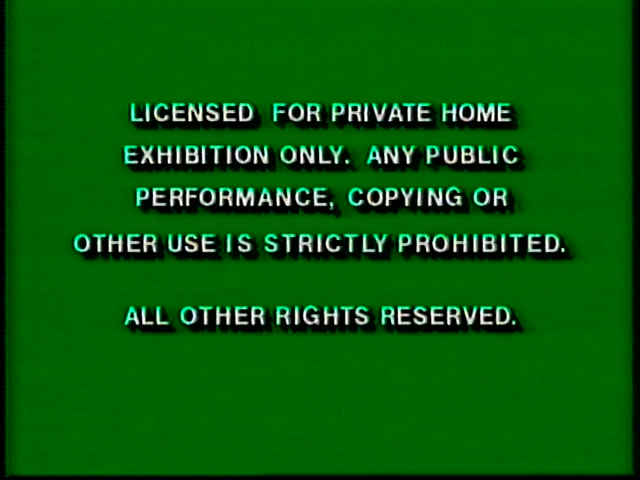 LICENSED FOR PRIVATE HOME
EXHIBITION ONLY. ANY PUBLIC
PERFORMANCE, COPYING OR
OTHER USE IS STRICTLY PROHIBITED.
ALL OTHER RIGHTS RESERVED.